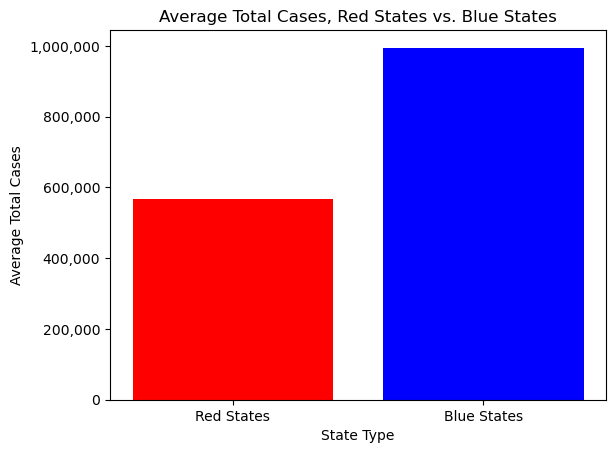 Average Total Cases, Red States vs. Blue States
1,000,000
800,000
600,000
400,000
200,000
0
Average Total Cases
Red States
Blue States
State Type